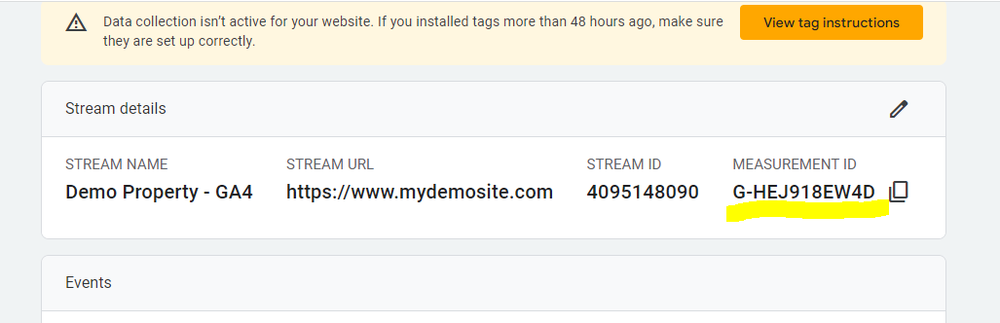 Data collection isn't active for your website. If you installed tags more than 48 hours ago, make sure
they are set up correctly.
View tag instructions
Stream details
STREAM NAME
Demo Property - GA4
STREAM URL
https://www.mydemosite.com
STREAM ID
4095148090
MEASUREMENT ID
G-HEJ918EW4D
Events